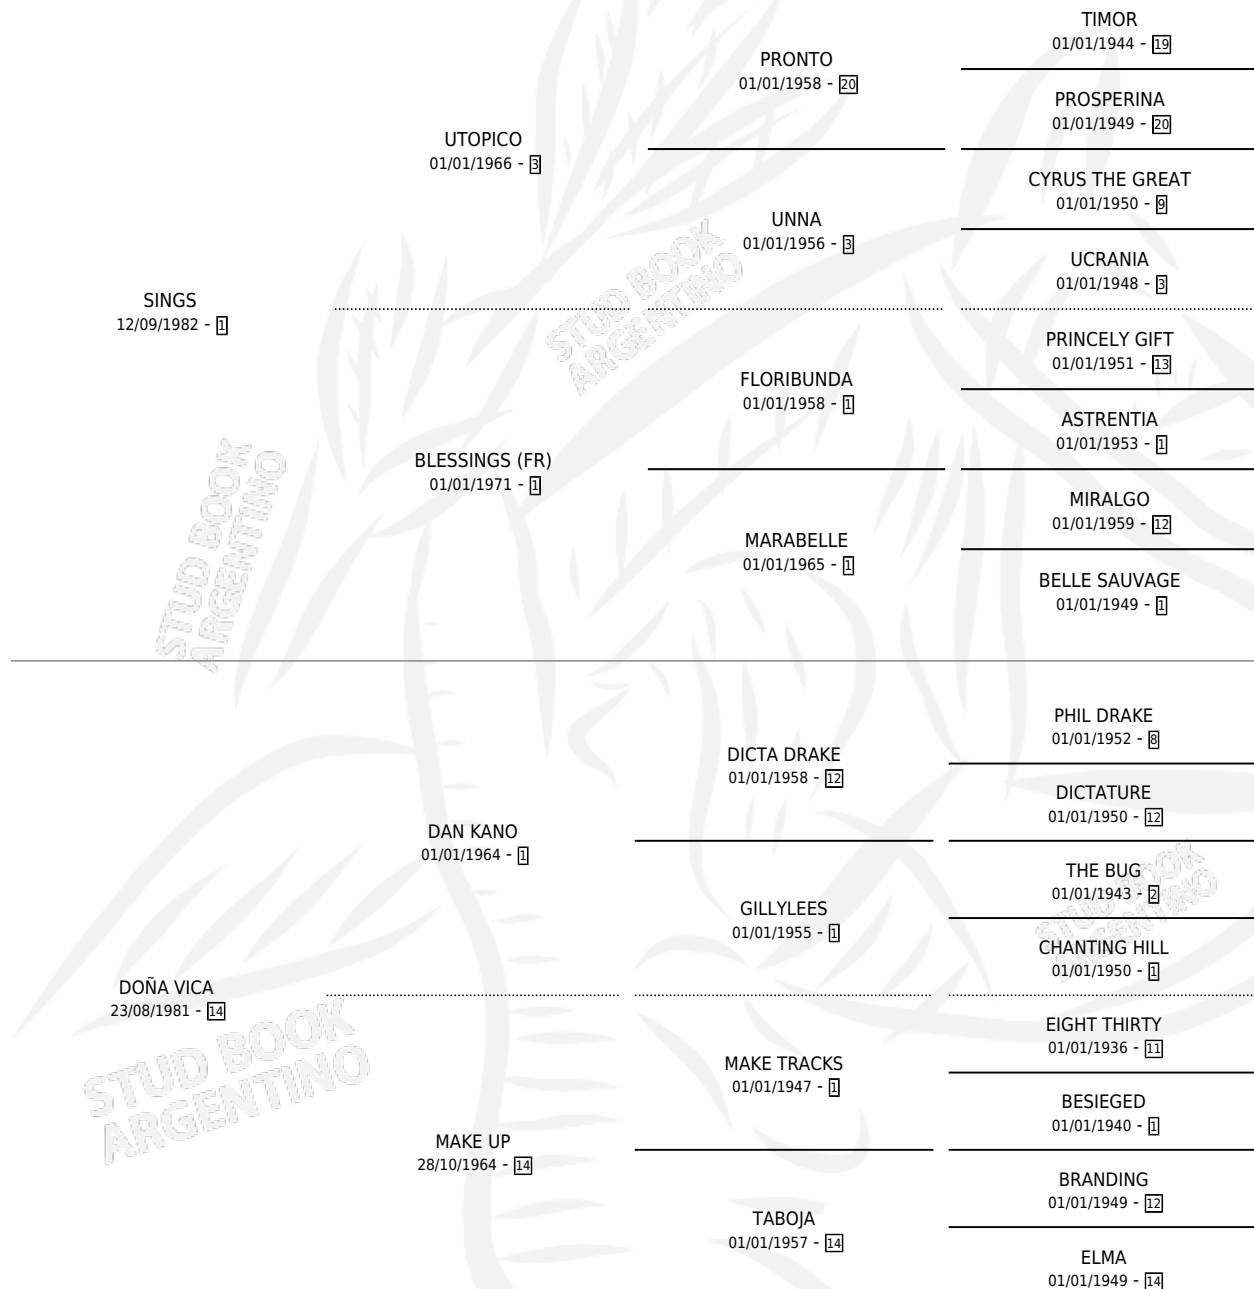 SINGS
12/09/1982 - 1
UTOPICO
01/01/1966 - 3
BLESSINGS (FR)
01/01/1971 - 1
PRONTO
01/01/1958 - 20
UNNA
01/01/1956 - 3
FLORIBUNDA
01/01/1958 - 1
MARABELLE
01/01/1965 - 1
TIMOR
01/01/1944 - 19
PROSPERINA
01/01/1949 - 20
CYRUS THE GREAT
01/01/1950 - 9
UCRANIA
01/01/1948 - 3
PRINCELY GIFT
01/01/1951 - 13
ASTRENTIA
01/01/1953 - 1
MIRALGO
01/01/1959 - 12
BELLE SAUVAGE
01/01/1949 - 1
STUD BOOK
ARGENTINO
STUD BOOK
ARGENTINO
DOÑA VICA
23/08/1981 - 14
DAN KANO
01/01/1964 - 1
MAKE UP
28/10/1964 - 14
DICTA DRAKE
01/01/1958 - 12
GILLYLEES
01/01/1955 - 1
MAKE TRACKS
01/01/1947 - 1
TABOJA
01/01/1957 - 14
PHIL DRAKE
01/01/1952 - 8
DICTATURE
01/01/1950 - 12
THE BUG
01/01/1943 - 2
CHANTING HILL
01/01/1950 - 1
EIGHT THIRTY
01/01/1936 - 11
BESIEGED
01/01/1940 - 1
BRANDING
01/01/1949 - 12
ELMA
01/01/1949 - 14
STUD BOOK
ARGENTINO
STUD BOOK
ARGENTINO